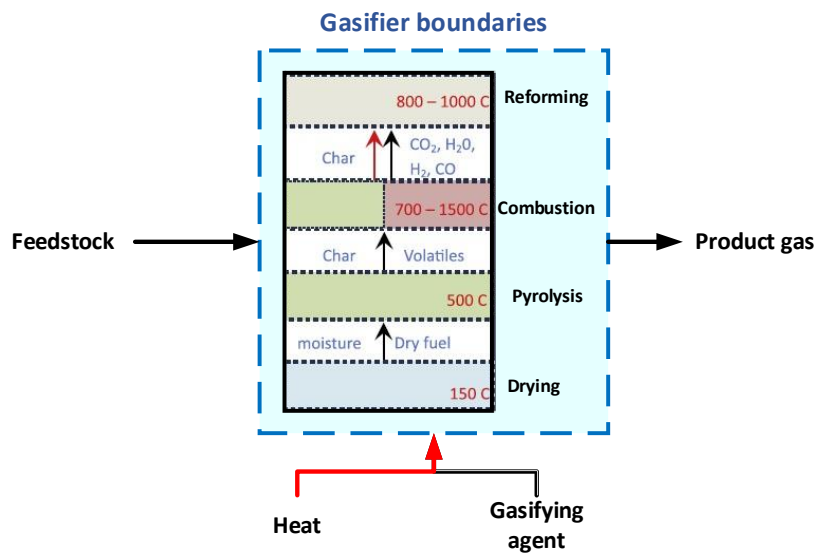 Gasifier boundaries
800 – 1000 C
Reforming
Char
CO₂, H₂0,
H₂, CO
700 – 1500 C
Combustion
Feedstock
Product gas
Char
Volatiles
500 C
Pyrolysis
moisture
Dry fuel
150 C
Drying
Heat
Gasifying
agent